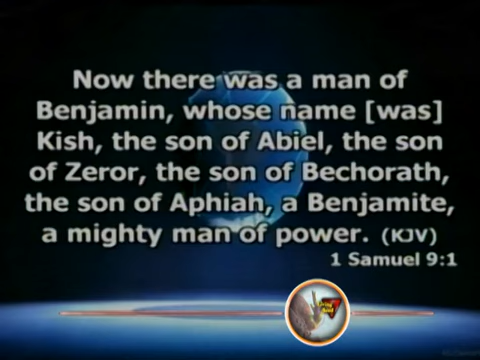 Now there was a man of
Benjamin, whose name [was]
Kish, the son of Abiel, the son
of Zeror, the son of Bechorath,
the son of Aphiah, a Benjamite,
a mighty man of power. (KJV)
1 Samuel 9:1